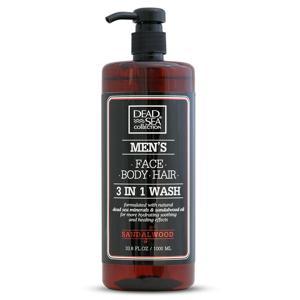 DEAD
SEA
COLLECTION
MEN'S
· FACE ·
· BODY · HAIR ·
3 IN 1 WASH
formulated with natural
dead sea minerals & sandalwood oil
for more hydrating soothing
and healing effects
SANDALWOOD
33.8 FL.OZ / 1000 ML